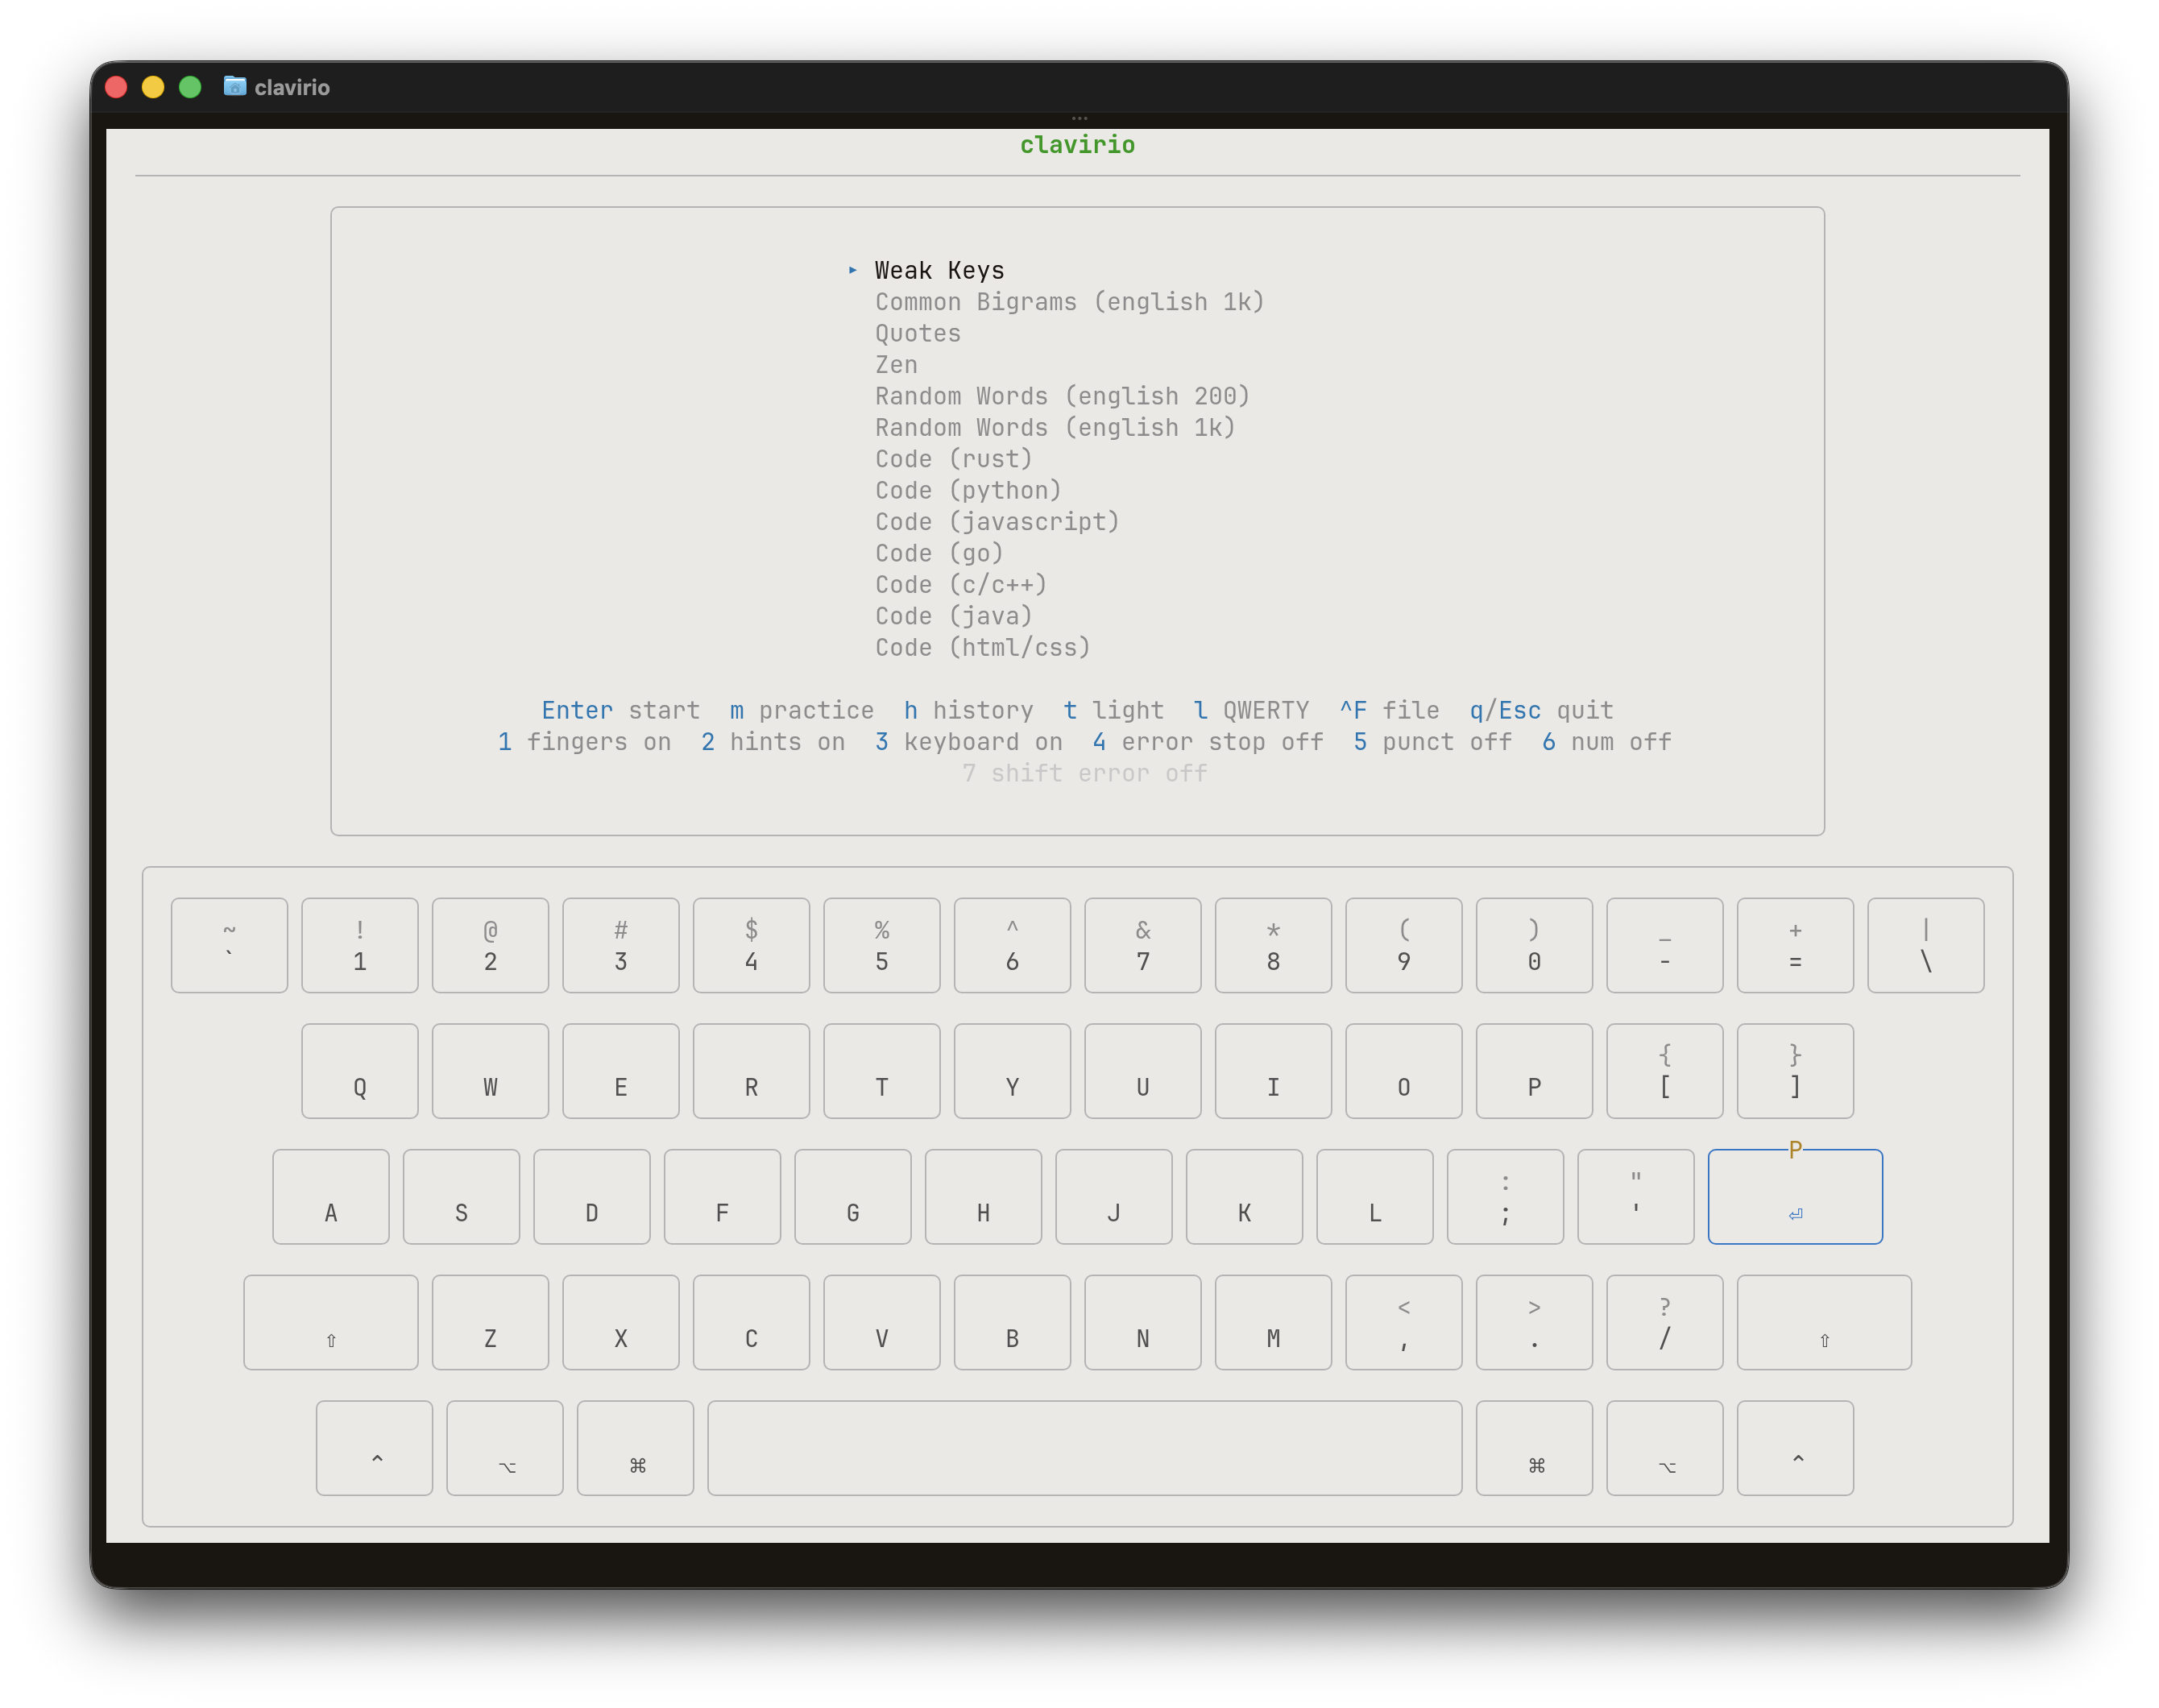 clavirio
clavirio
▸ Weak Keys
Common Bigrams (english 1k)
Quotes
Zen
Random Words (english 200)
Random Words (english 1k)
Code (rust)
Code (python)
Code (javascript)
Code (go)
Code (c/c++)
Code (java)
Code (html/css)
Enter start  m practice  h history  t light  l QWERTY  ^F file  q/Esc quit
1 fingers on  2 hints on  3 keyboard on  4 error stop off  5 punct off  6 num off
7 shift error off
~ ! @ # $ % ^ & * ( ) _ + |
` 1 2 3 4 5 6 7 8 9 0 - = \
{ }
Q W E R T Y U I O P [ ]
P
: "
A S D F G H J K L ; ' ⏎
< > ?
⇧ Z X C V B N M , . / ⇧
^ ⌥ ⌘ ⌘ ⌥ ^